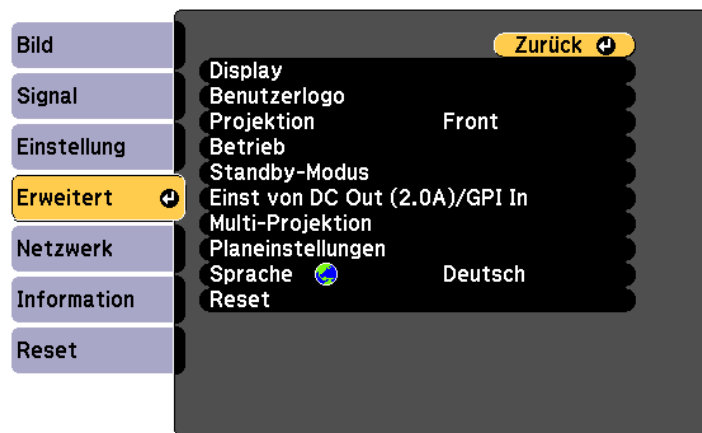 Bild
Signal
Einstellung
Erweitert
Netzwerk
Information
Reset
Zurück
Display
Benutzerlogo
Projektion Front
Betrieb
Standby-Modus
Einst von DC Out (2.0A)/GPI In
Multi-Projektion
Planeinstellungen
Sprache Deutsch
Reset